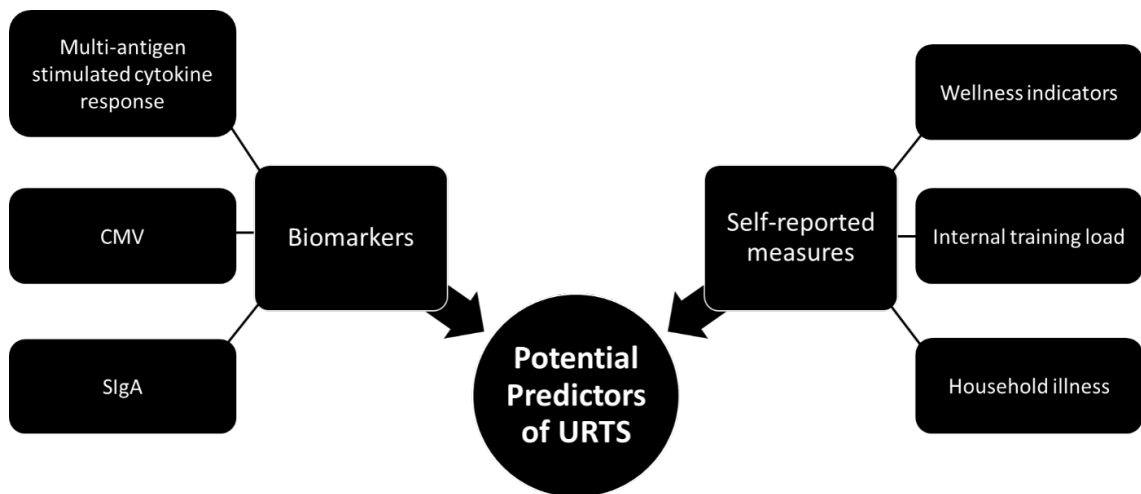 Multi-antigen
stimulated cytokine
response
CMV
SIgA
Biomarkers
Potential
Predictors
of URTS
Self-reported
measures
Wellness indicators
Internal training load
Household illness